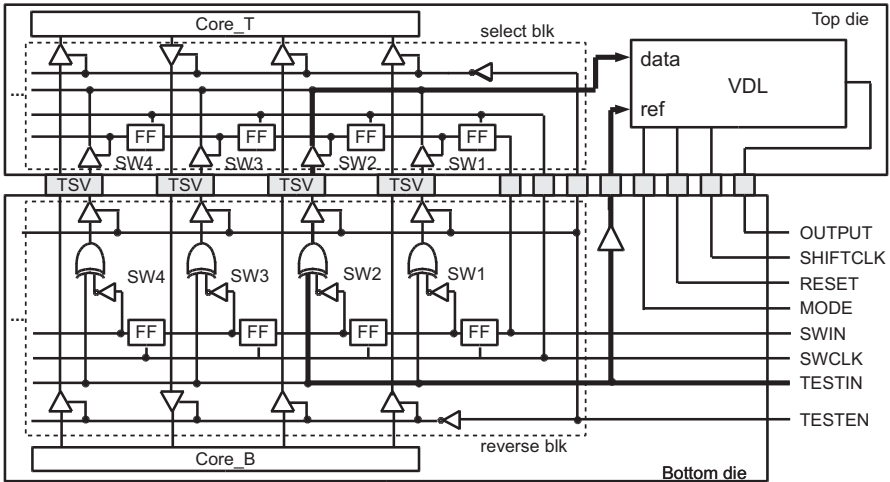 Core_T
select blk
Top die
data
VDL
ref
...
FF FF FF FF
SW4 SW3 SW2 SW1
TSV TSV TSV TSV
OUTPUT
SHIFTCLK
RESET
MODE
SWIN
SWCLK
TESTIN
TESTEN
SW4 SW3 SW2 SW1
...
FF FF FF FF
reverse blk
Core_B
Bottom die